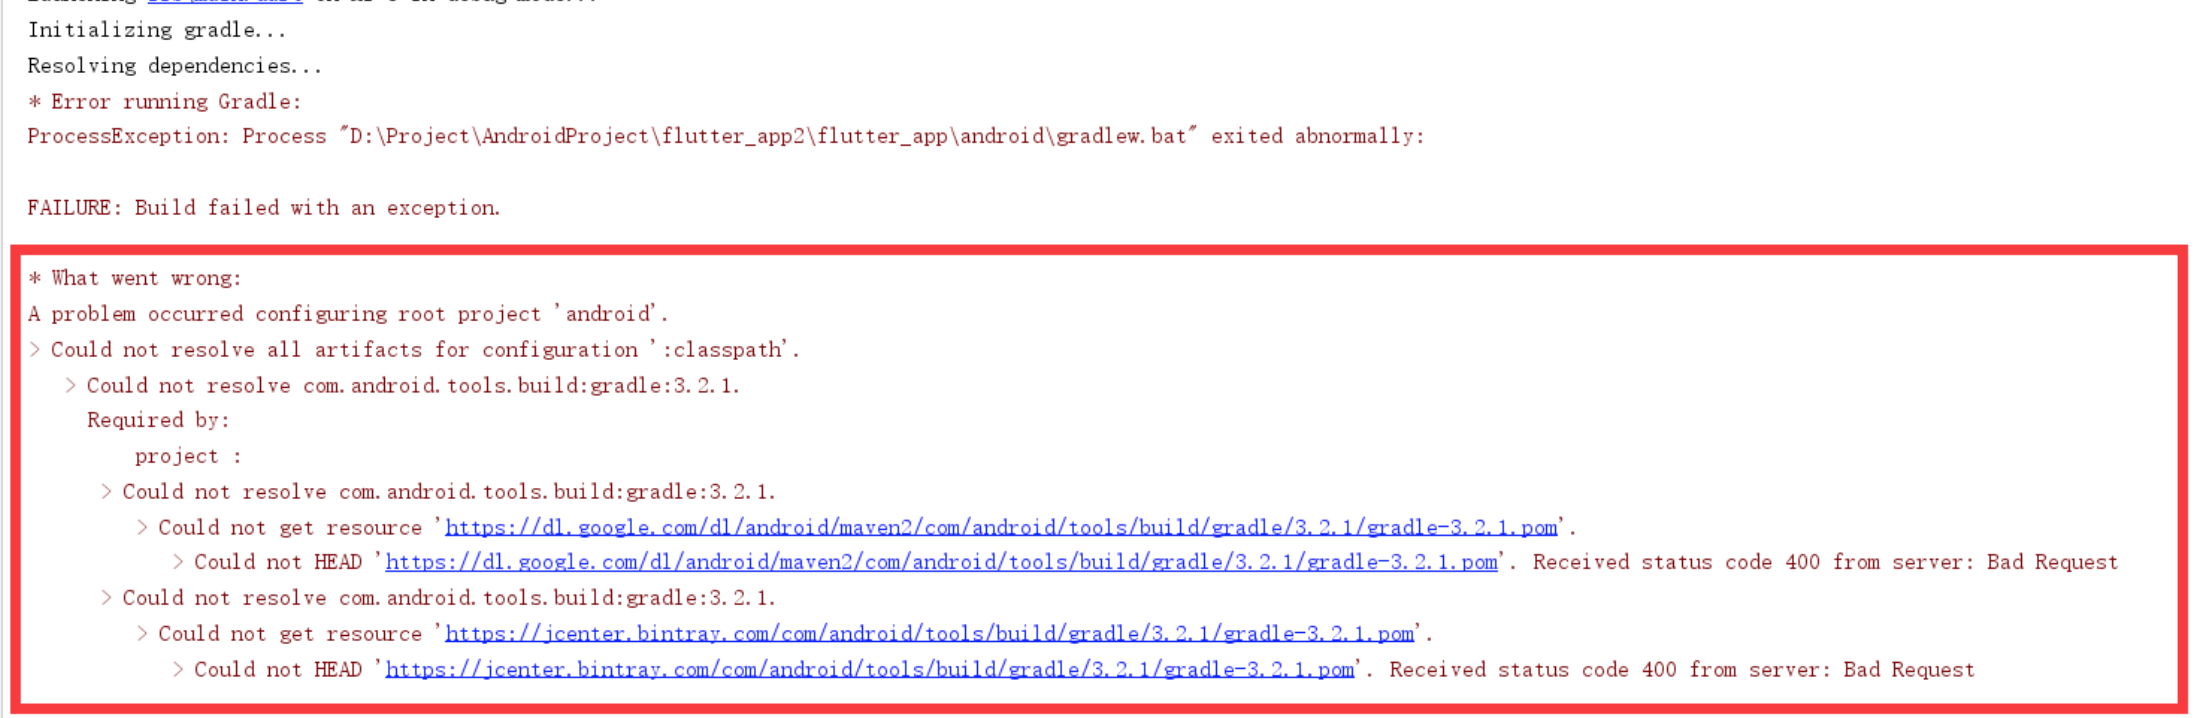 Initializing gradle...
Resolving dependencies...
* Error running Gradle:
ProcessException: Process "D:\Project\AndroidProject\flutter_app2\flutter_app\android\gradlew.bat" exited abnormally:
FAILURE: Build failed with an exception.
* What went wrong:
A problem occurred configuring root project 'android'.
> Could not resolve all artifacts for configuration ':classpath'.
> Could not resolve com.android.tools.build:gradle:3.2.1.
Required by:
project :
> Could not resolve com.android.tools.build:gradle:3.2.1.
> Could not get resource 'https://dl.google.com/dl/android/maven2/com/android/tools/build/gradle/3.2.1/gradle-3.2.1.pom'.
> Could not HEAD 'https://dl.google.com/dl/android/maven2/com/android/tools/build/gradle/3.2.1/gradle-3.2.1.pom'. Received status code 400 from server: Bad Request
> Could not resolve com.android.tools.build:gradle:3.2.1.
> Could not get resource 'https://jcenter.bintray.com/com/android/tools/build/gradle/3.2.1/gradle-3.2.1.pom'.
> Could not HEAD 'https://jcenter.bintray.com/com/android/tools/build/gradle/3.2.1/gradle-3.2.1.pom'. Received status code 400 from server: Bad Request